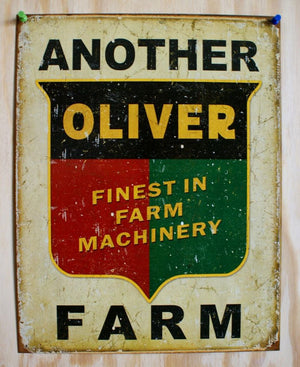 ANOTHER
OLIVER
FINEST IN
FARM
MACHINERY
FARM